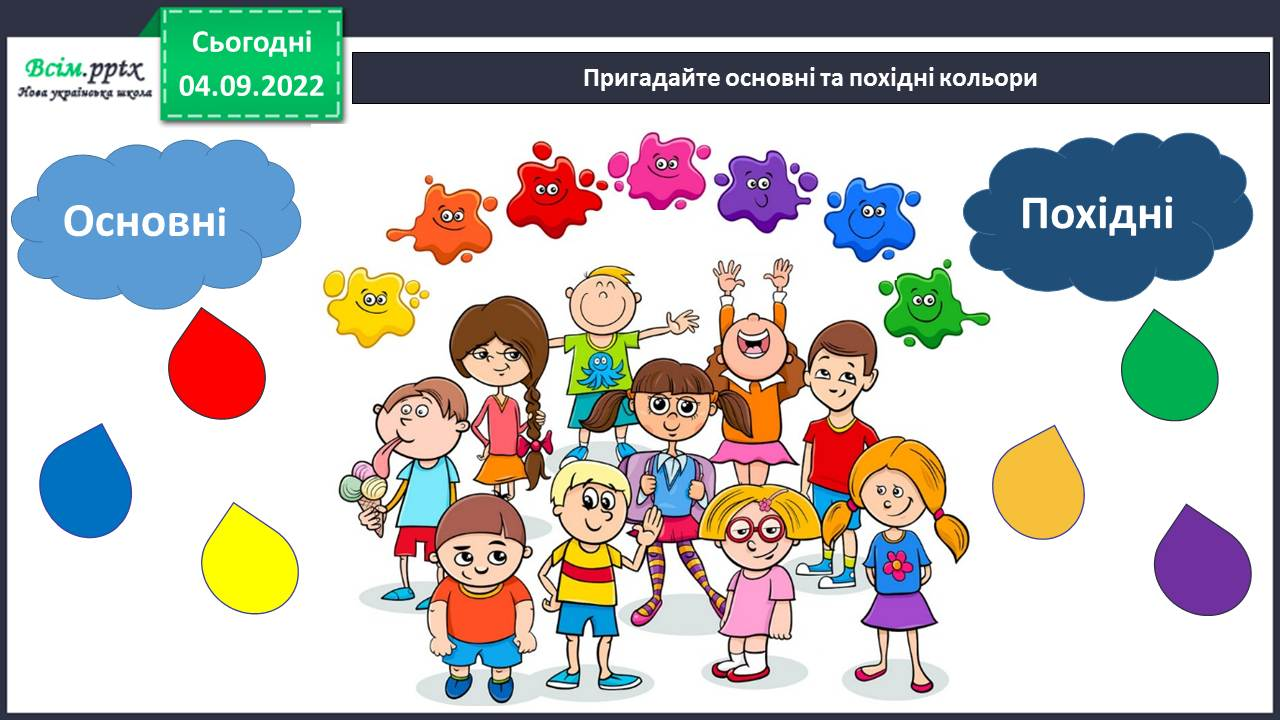 Всім.pptx
Нова українська школа
Сьогодні
04.09.2022
Пригадайте основні та похідні кольори
Основні
Похідні